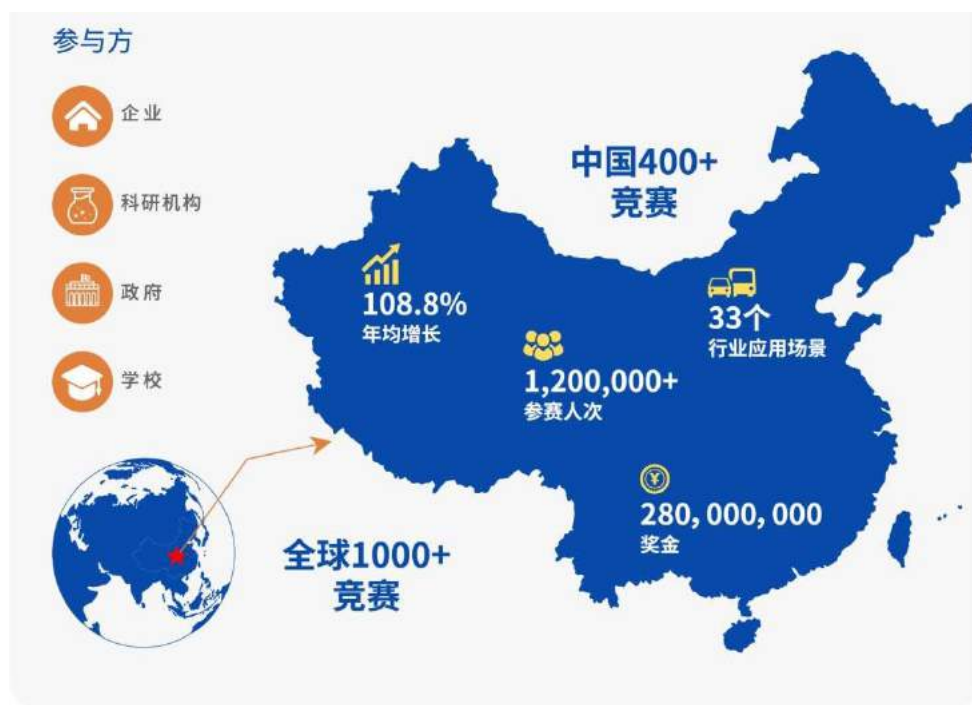 参与方
企业
科研机构
政府
学校
中国400+
竞赛
108.8%
年均增长
33个
行业应用场景
1,200,000+
参赛人次
280,000,000
奖金
全球1000+
竞赛